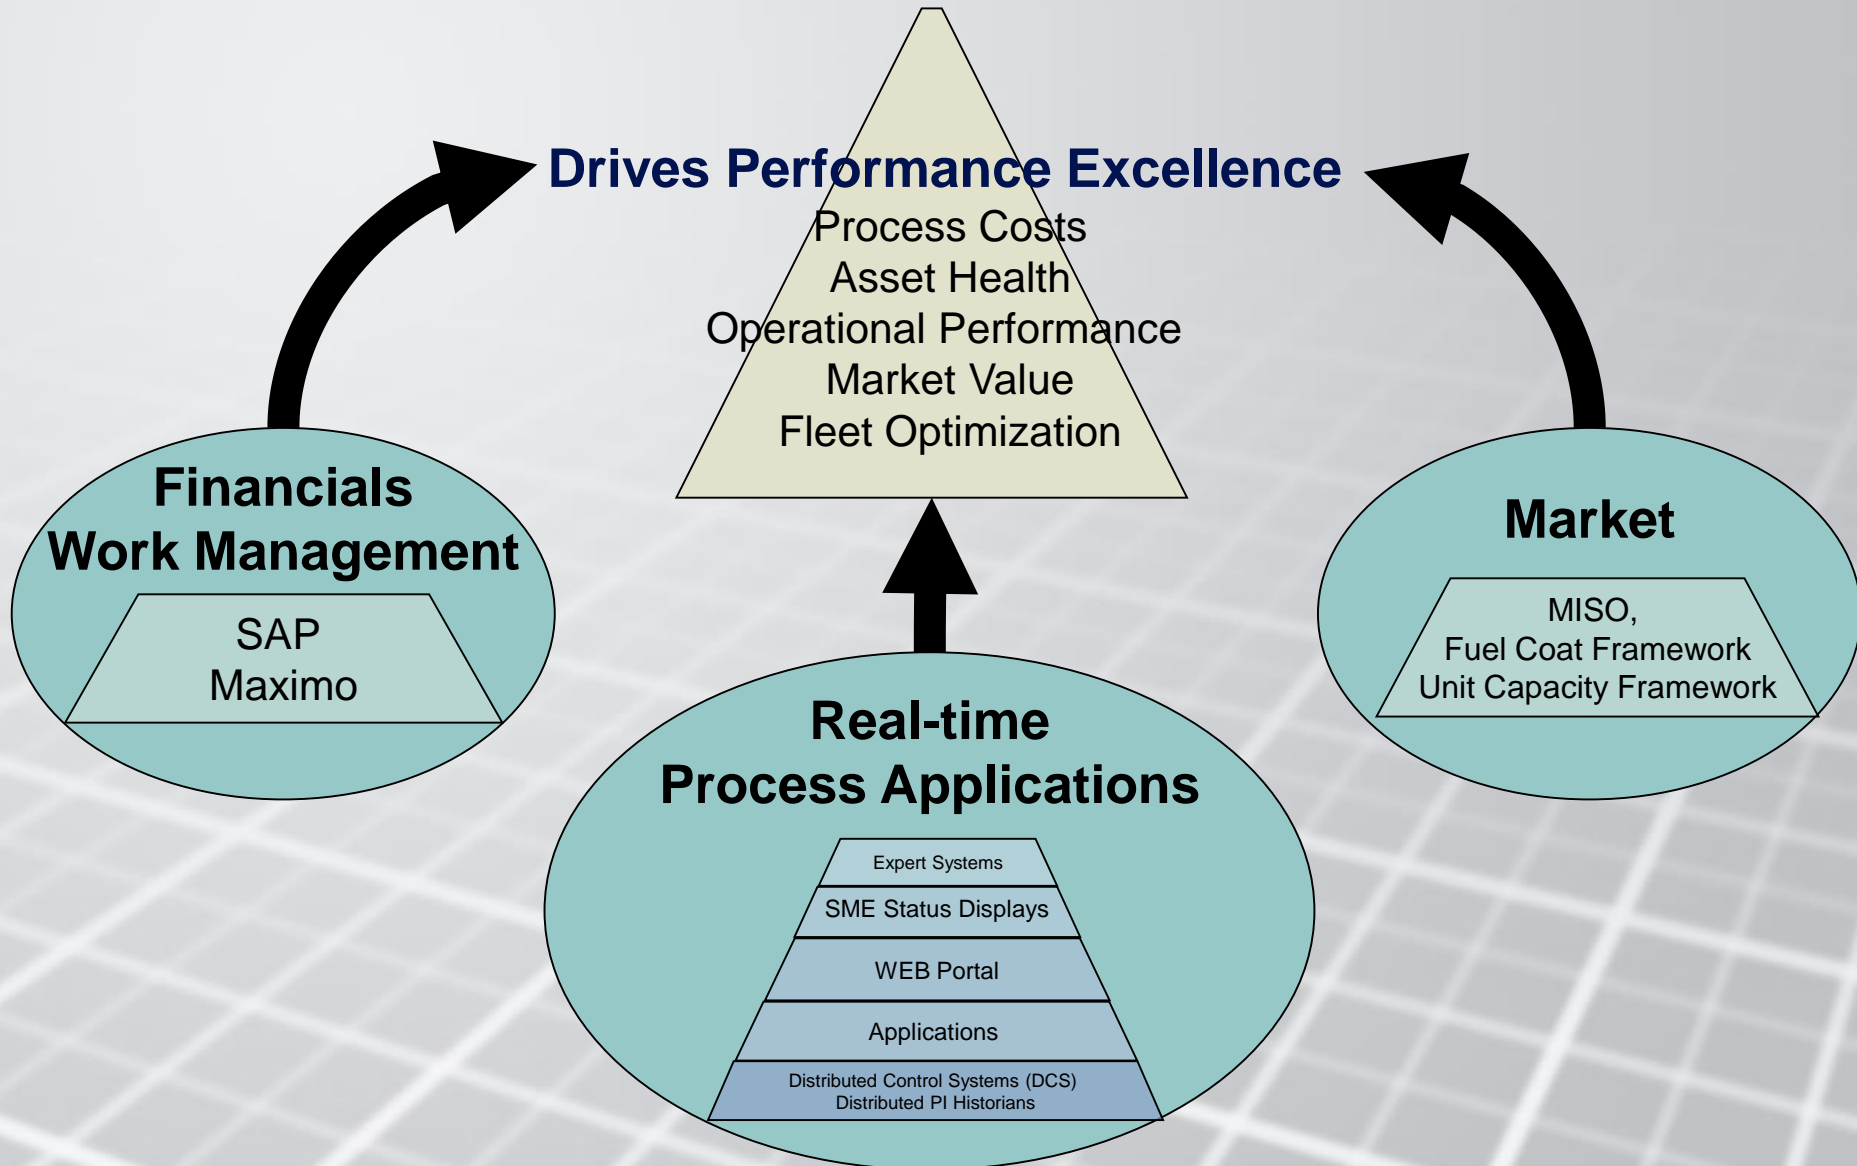 Drives Performance Excellence
Process Costs
Asset Health
Operational Performance
Market Value
Fleet Optimization
Financials
Work Management
SAP
Maximo
Market
MISO,
Fuel Coat Framework
Unit Capacity Framework
Real-time
Process Applications
Expert Systems
SME Status Displays
WEB Portal
Applications
Distributed Control Systems (DCS)
Distributed PI Historians